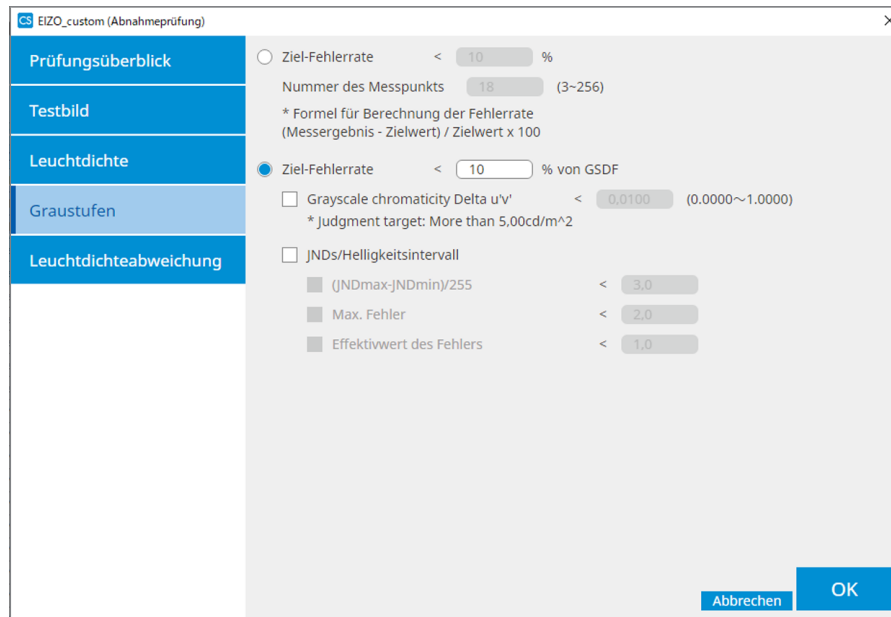 CS EIZO_custom (Abnahmeprüfung)
Prüfungsüberblick
Testbild
Leuchtdichte
Graustufen
Leuchtdichteabweichung
Ziel-Fehlerrate < 10 %
Nummer des Messpunkts 18 (3~256)
* Formel für Berechnung der Fehlerrate
(Messergebnis - Zielwert) / Zielwert x 100
Ziel-Fehlerrate < 10 % von GSDF
Grayscale chromaticity Delta u'v' < 0,0100 (0.0000~1.0000)
* Judgment target: More than 5,00cd/m^2
JNDs/Helligkeitsintervall
(JNDmax-JNDmin)/255 < 3,0
Max. Fehler < 2,0
Effektivwert des Fehlers < 1,0
Abbrechen
OK